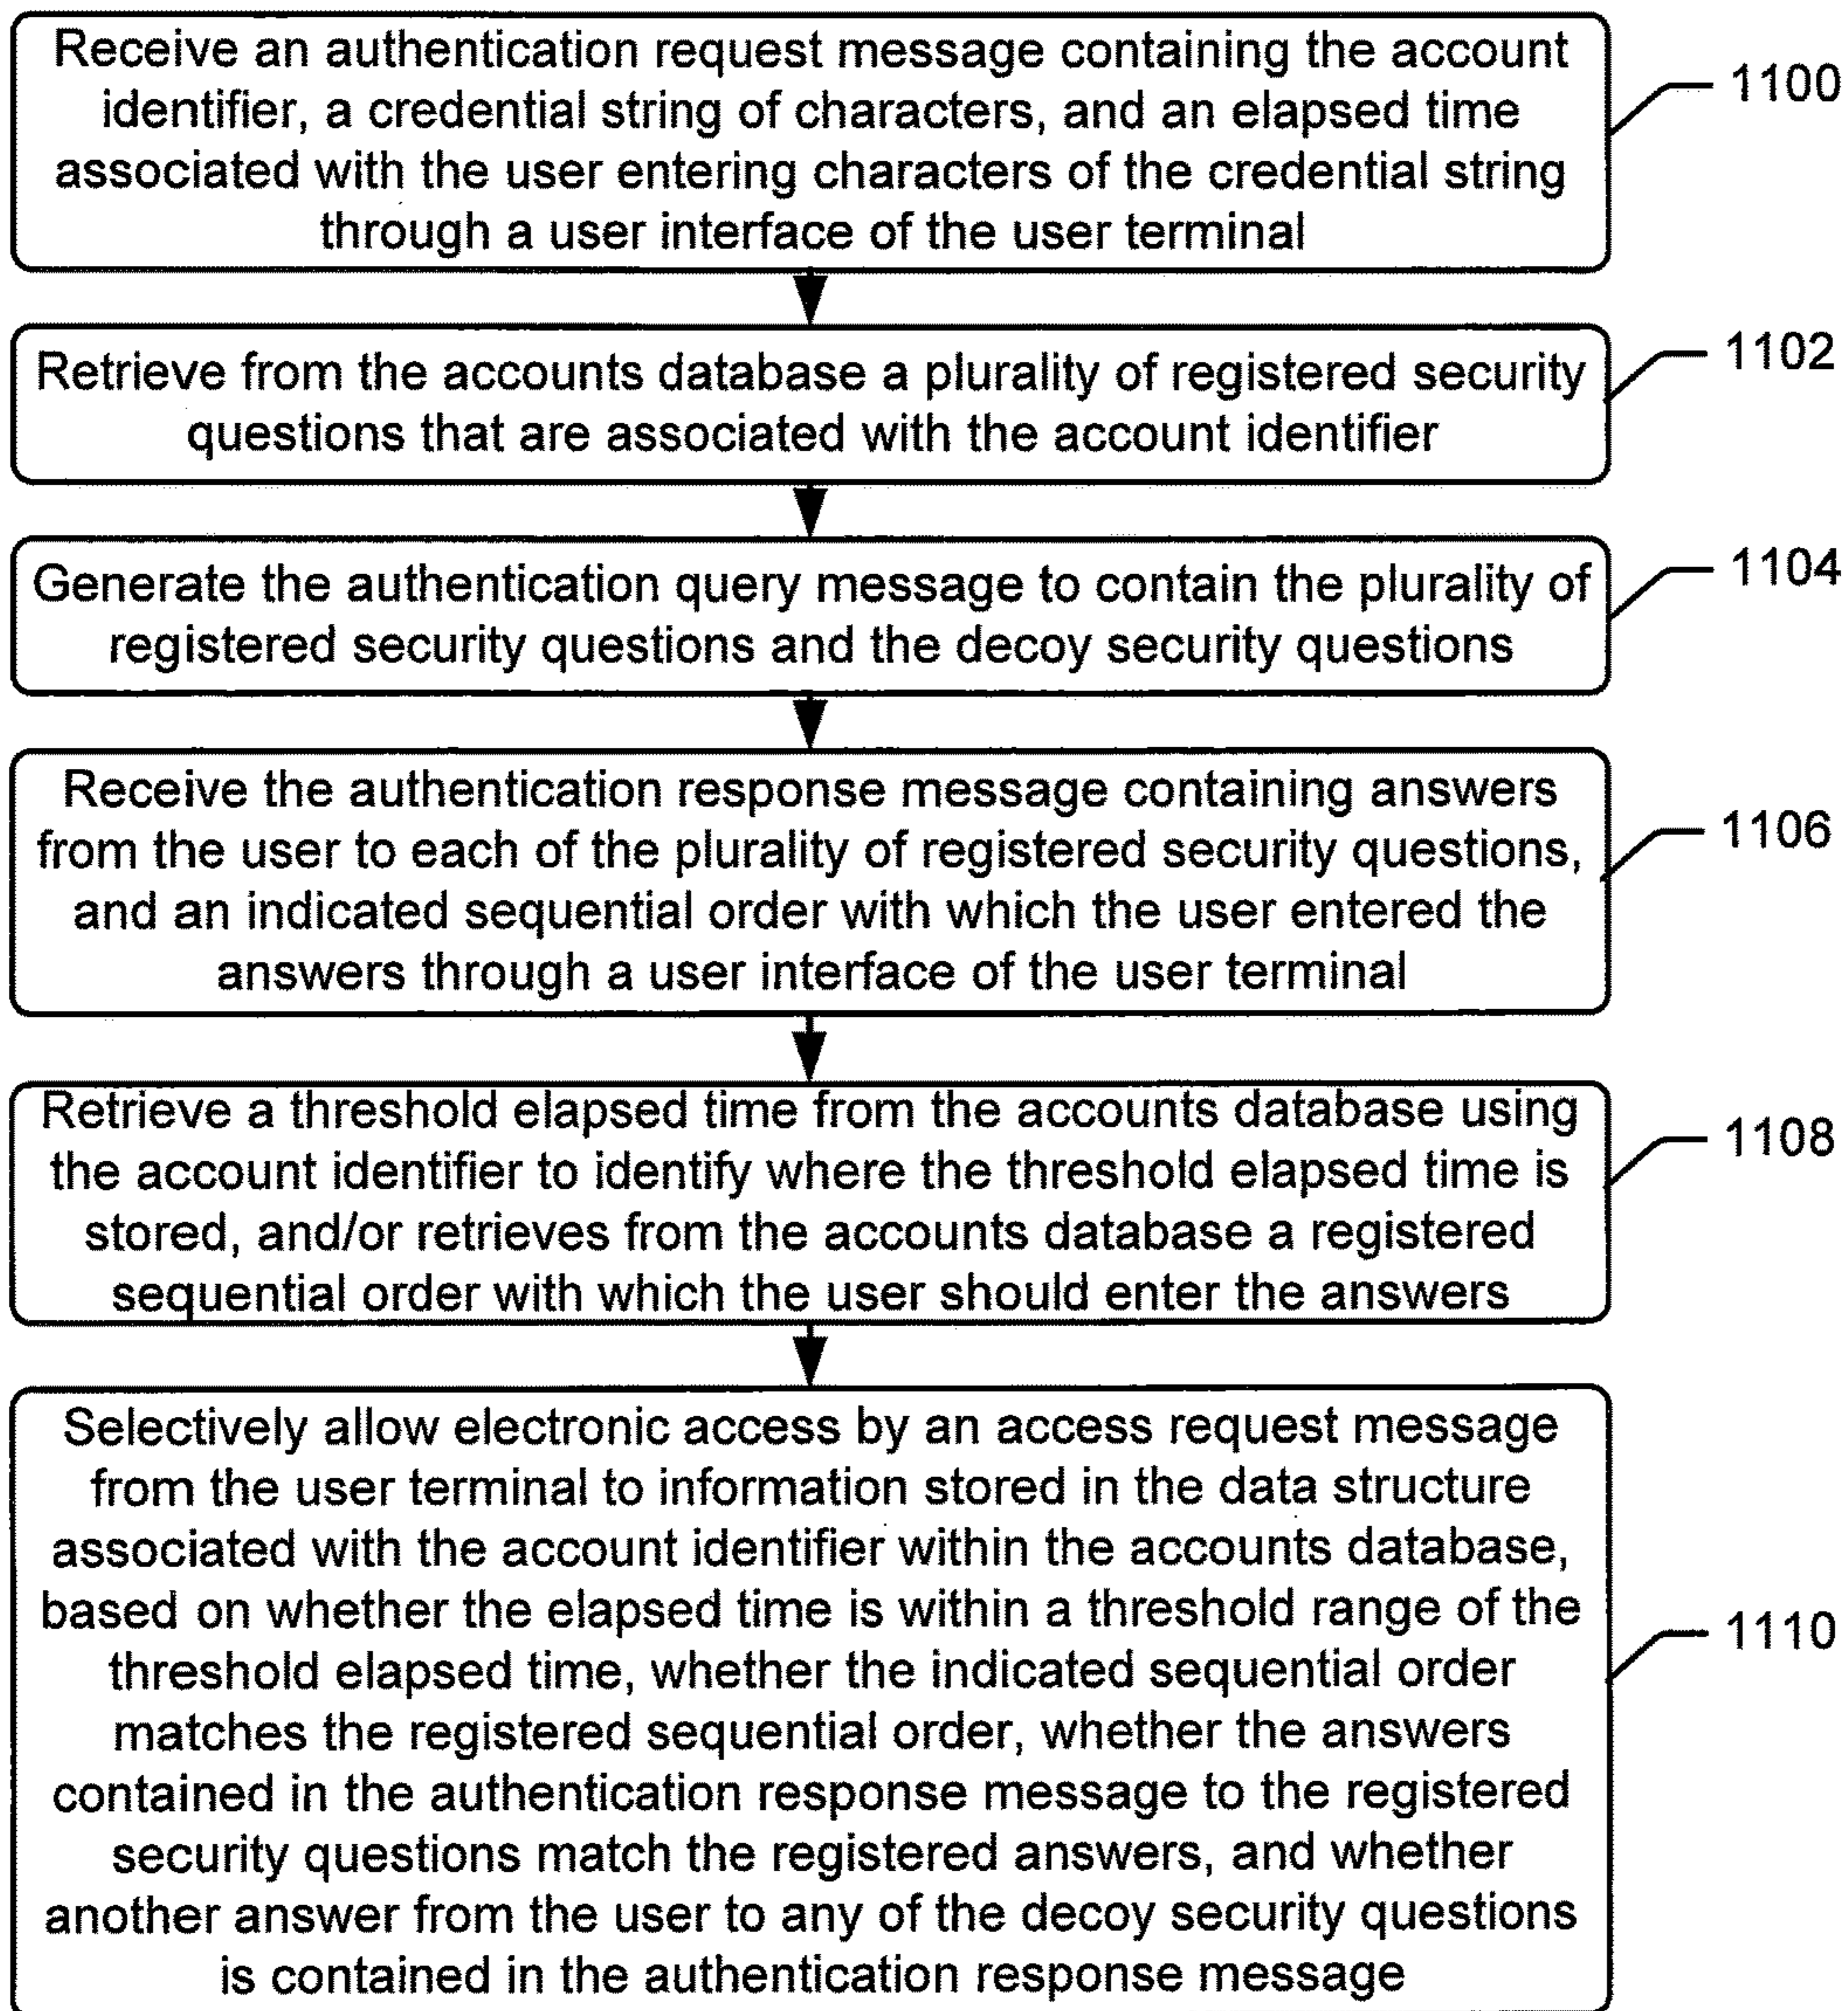 Receive an authentication request message containing the account
identifier, a credential string of characters, and an elapsed time
associated with the user entering characters of the credential string
through a user interface of the user terminal
1100
Retrieve from the accounts database a plurality of registered security
questions that are associated with the account identifier
1102
Generate the authentication query message to contain the plurality of
registered security questions and the decoy security questions
1104
Receive the authentication response message containing answers
from the user to each of the plurality of registered security questions,
and an indicated sequential order with which the user entered the
answers through a user interface of the user terminal
1106
Retrieve a threshold elapsed time from the accounts database using
the account identifier to identify where the threshold elapsed time is
stored, and/or retrieves from the accounts database a registered
sequential order with which the user should enter the answers
1108
Selectively allow electronic access by an access request message
from the user terminal to information stored in the data structure
associated with the account identifier within the accounts database,
based on whether the elapsed time is within a threshold range of the
threshold elapsed time, whether the indicated sequential order
matches the registered sequential order, whether the answers
contained in the authentication response message to the registered
security questions match the registered answers, and whether
another answer from the user to any of the decoy security questions
is contained in the authentication response message
1110